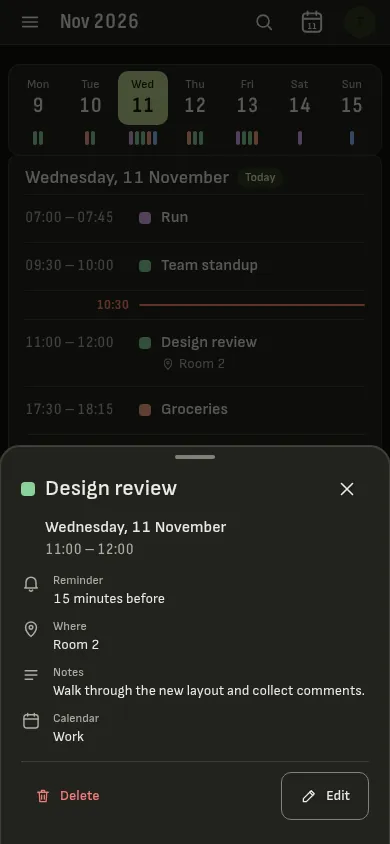 Nov 2026
11
Mon Tue Wed Thu Fri Sat Sun
9 10 11 12 13 14 15
Wednesday, 11 November Today
07:00 – 07:45 Run
09:30 – 10:00 Team standup
10:30
11:00 – 12:00 Design review
Room 2
17:30 – 18:15 Groceries
Design review
Wednesday, 11 November
11:00 – 12:00
Reminder
15 minutes before
Where
Room 2
Notes
Walk through the new layout and collect comments.
Calendar
Work
Delete Edit